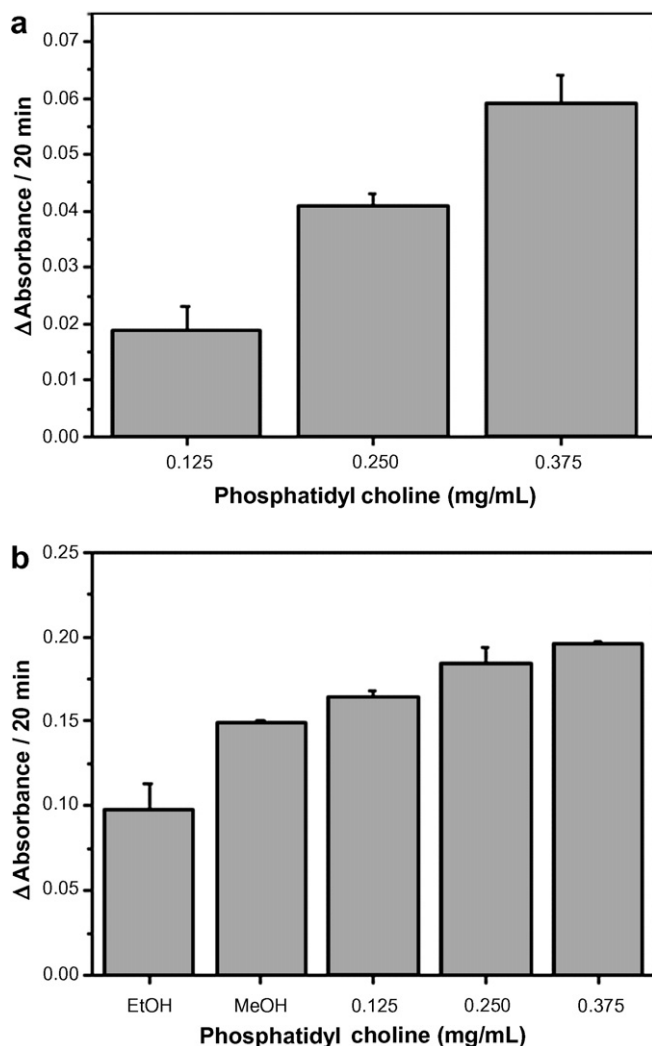 a
ΔAbsorbance / 20 min
0.07
0.06
0.05
0.04
0.03
0.02
0.01
0.00
0.125 0.250 0.375
Phosphatidyl choline (mg/mL)
b
ΔAbsorbance / 20 min
0.25
0.20
0.15
0.10
0.05
0.00
EtOH MeOH 0.125 0.250 0.375
Phosphatidyl choline (mg/mL)